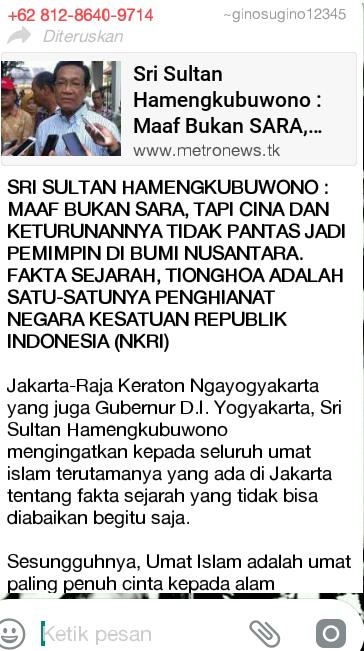 +62 812-8640-9714
~ginosugino12345
Diteruskan
Sri Sultan
Hamengkubuwono :
Maaf Bukan SARA,...
www.metronews.tk
SRI SULTAN HAMENGKUBUWONO :
MAAF BUKAN SARA, TAPI CINA DAN
KETURUNANNYA TIDAK PANTAS JADI
PEMIMPIN DI BUMI NUSANTARA.
FAKTA SEJARAH, TIONGHOA ADALAH
SATU-SATUNYA PENGHIANAT
NEGARA KESATUAN REPUBLIK
INDONESIA (NKRI)
Jakarta-Raja Keraton Ngayogyakarta
yang juga Gubernur D.I. Yogyakarta, Sri
Sultan Hamengkubuwono
mengingatkan kepada seluruh umat
islam terutamanya yang ada di Jakarta
tentang fakta sejarah yang tidak bisa
diabaikan begitu saja.
Sesungguhnya, Umat Islam adalah umat
paling penuh cinta kepada alam
Ketik pesan